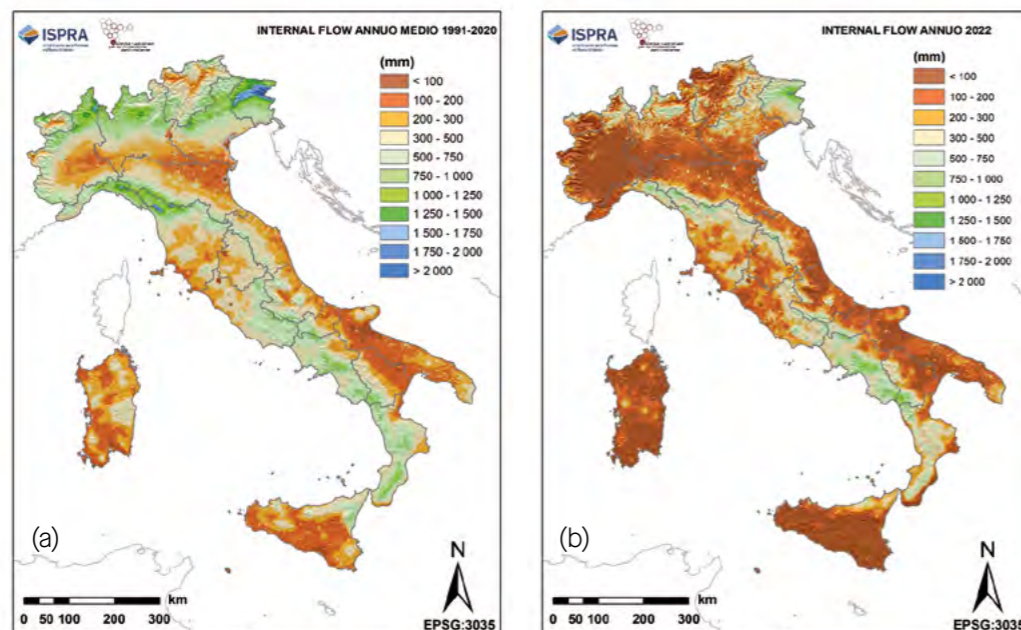 ISPRA
INTERNAL FLOW ANNUO MEDIO 1991-2020
(mm)
< 100
100 - 200
200 - 300
300 - 500
500 - 750
750 - 1 000
1 000 - 1 250
1 250 - 1 500
1 500 - 1 750
1 750 - 2 000
> 2 000
(a)
N
km
0 50 100 200 300
EPSG:3035
ISPRA
INTERNAL FLOW ANNUO 2022
(mm)
< 100
100 - 200
200 - 300
300 - 500
500 - 750
750 - 1 000
1 000 - 1 250
1 250 - 1 500
1 500 - 1 750
1 750 - 2 000
> 2 000
(b)
N
km
0 50 100 200 300
EPSG:3035